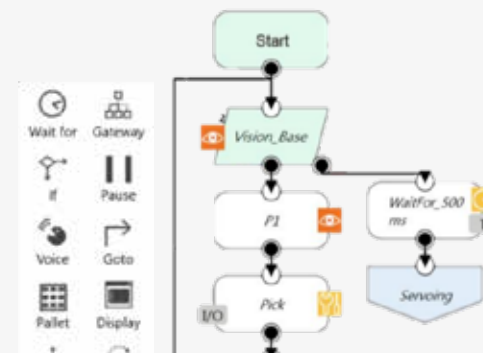 Start
Wait for
Gateway
Vision_Base
If
Pause
P1
WaitFor_500
ms
Voice
Goto
Servoing
Pallet
Display
Pick
I/O